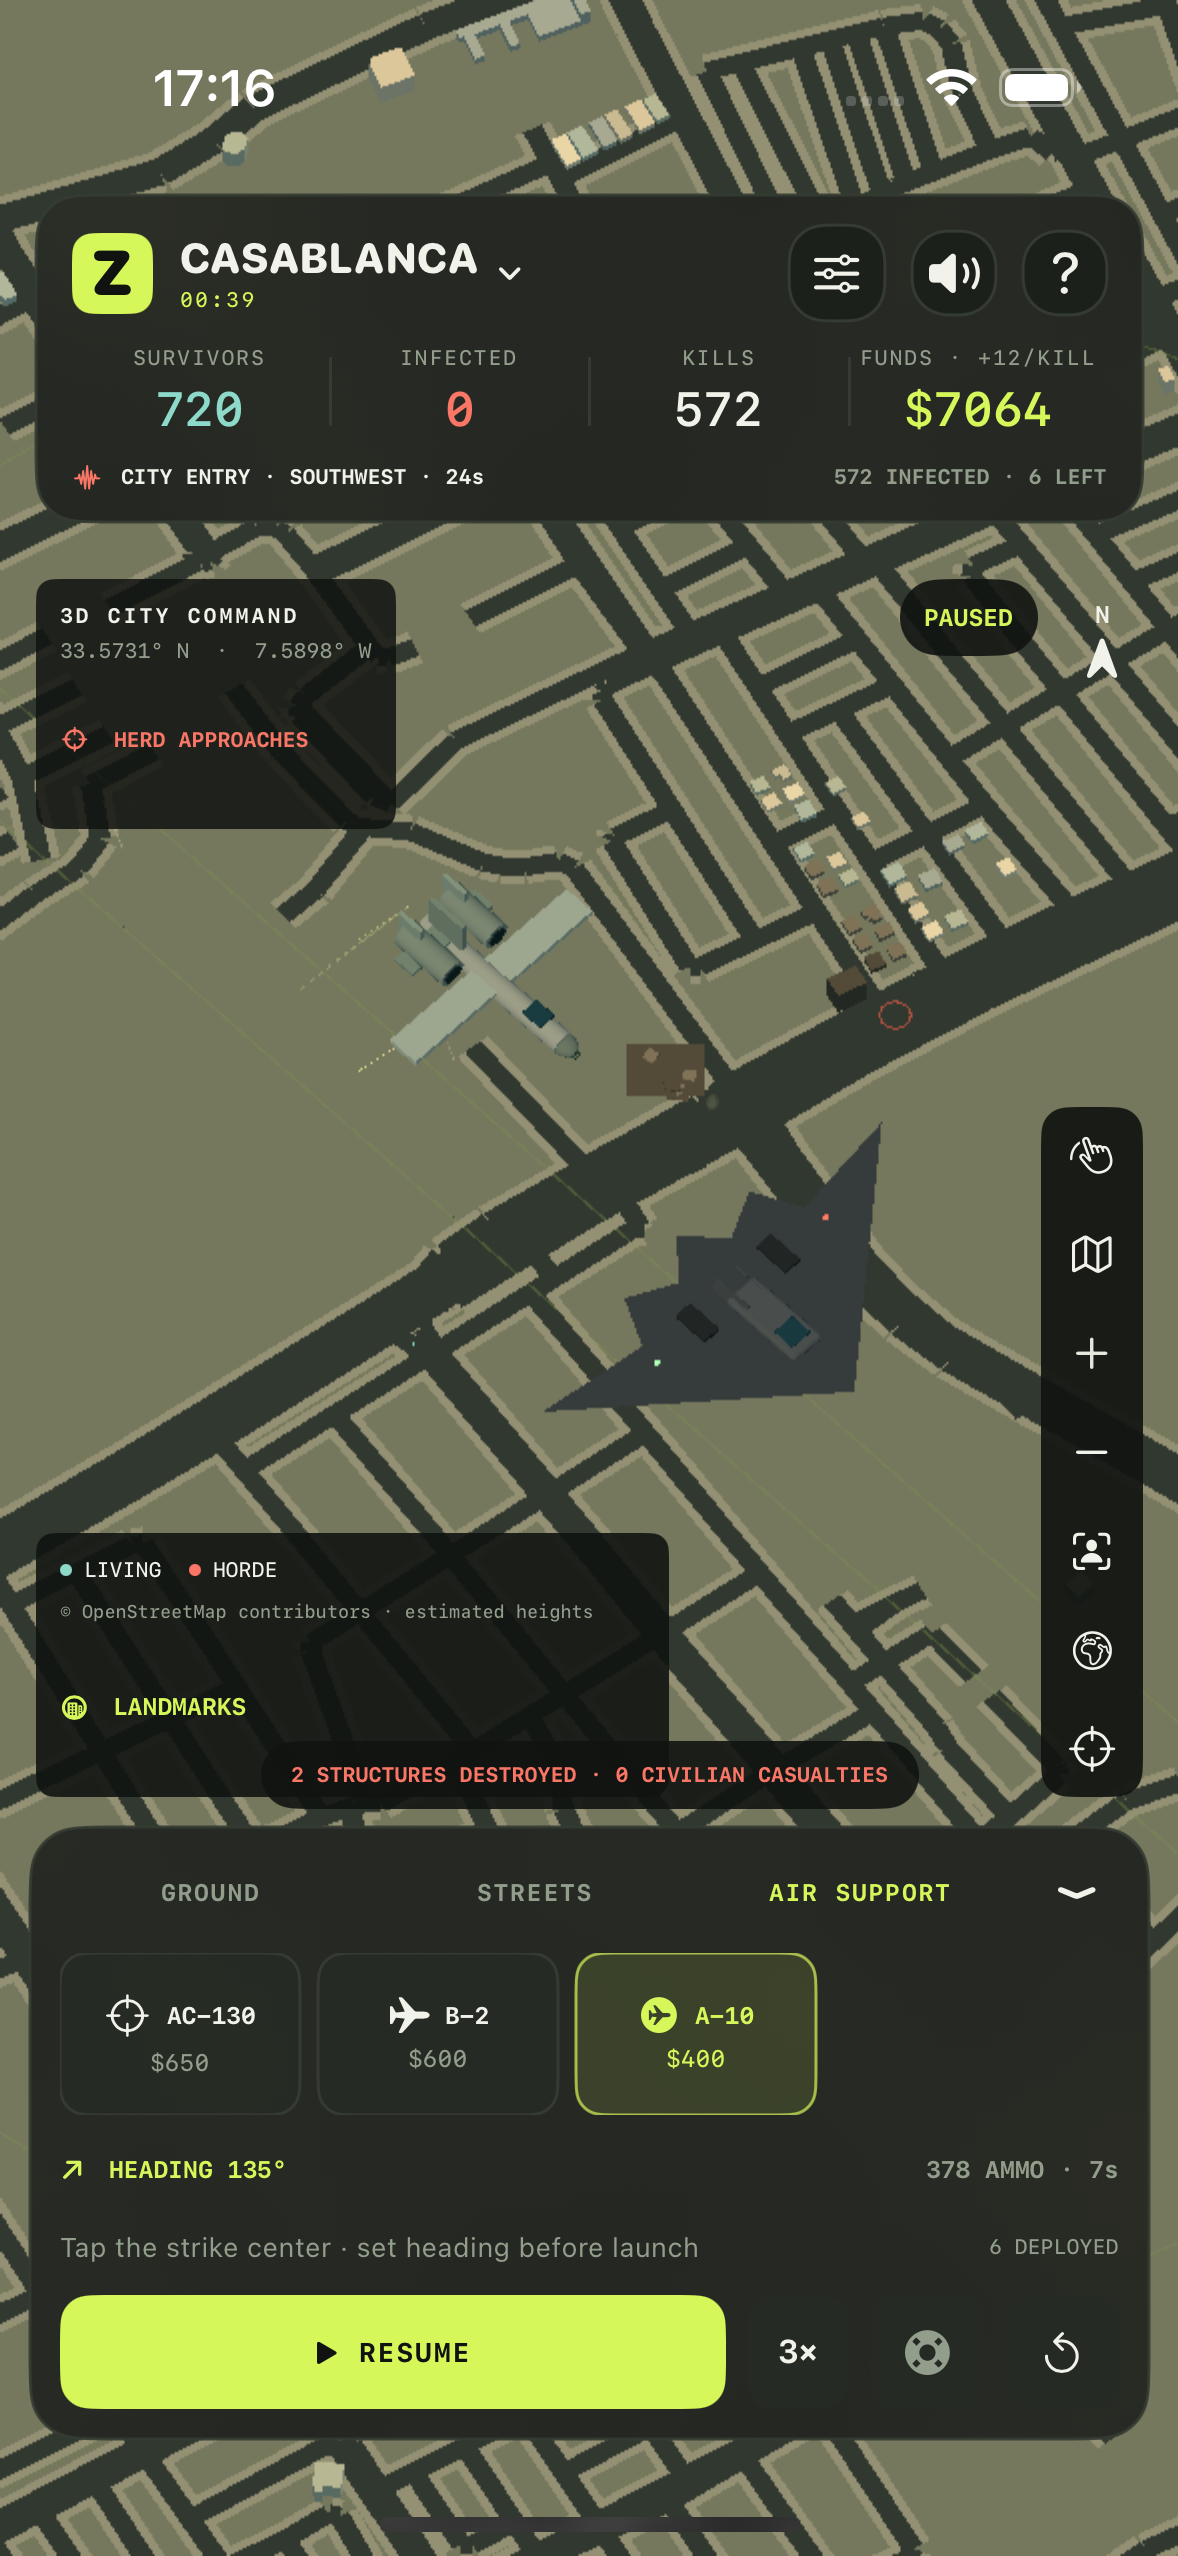 17:16
Z
CASABLANCA
00:39
SURVIVORS
INFECTED
KILLS
FUNDS · +12/KILL
720
0
572
$7064
CITY ENTRY · SOUTHWEST · 24s
572 INFECTED · 6 LEFT
3D CITY COMMAND
33.5731° N · 7.5898° W
HERD APPROACHES
PAUSED
N
LIVING
HORDE
© OpenStreetMap contributors · estimated heights
LANDMARKS
2 STRUCTURES DESTROYED · 0 CIVILIAN CASUALTIES
GROUND
STREETS
AIR SUPPORT
AC-130
$650
B-2
$600
A-10
$400
HEADING 135°
378 AMMO · 7s
Tap the strike center · set heading before launch
6 DEPLOYED
RESUME
3×